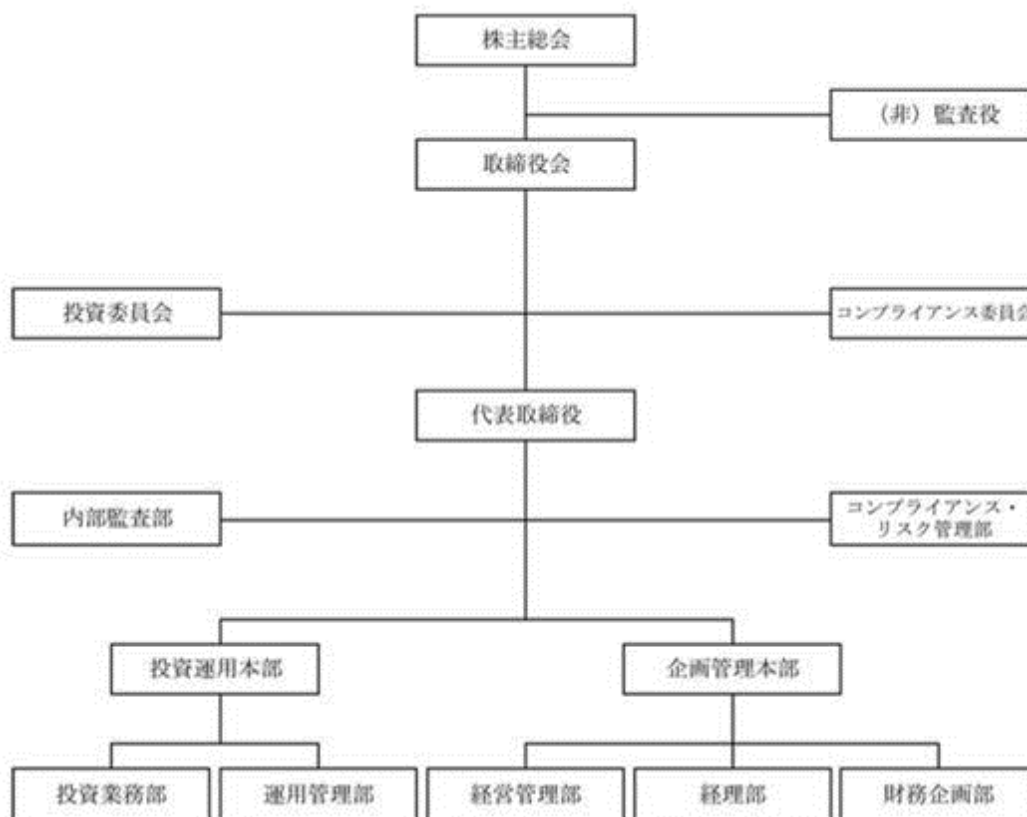 株主総会
（非）監査役
取締役会
投資委員会
コンプライアンス委員会
代表取締役
内部監査部
コンプライアンス・
リスク管理部
投資運用本部
企画管理本部
投資業務部
運用管理部
経営管理部
経理部
財務企画部